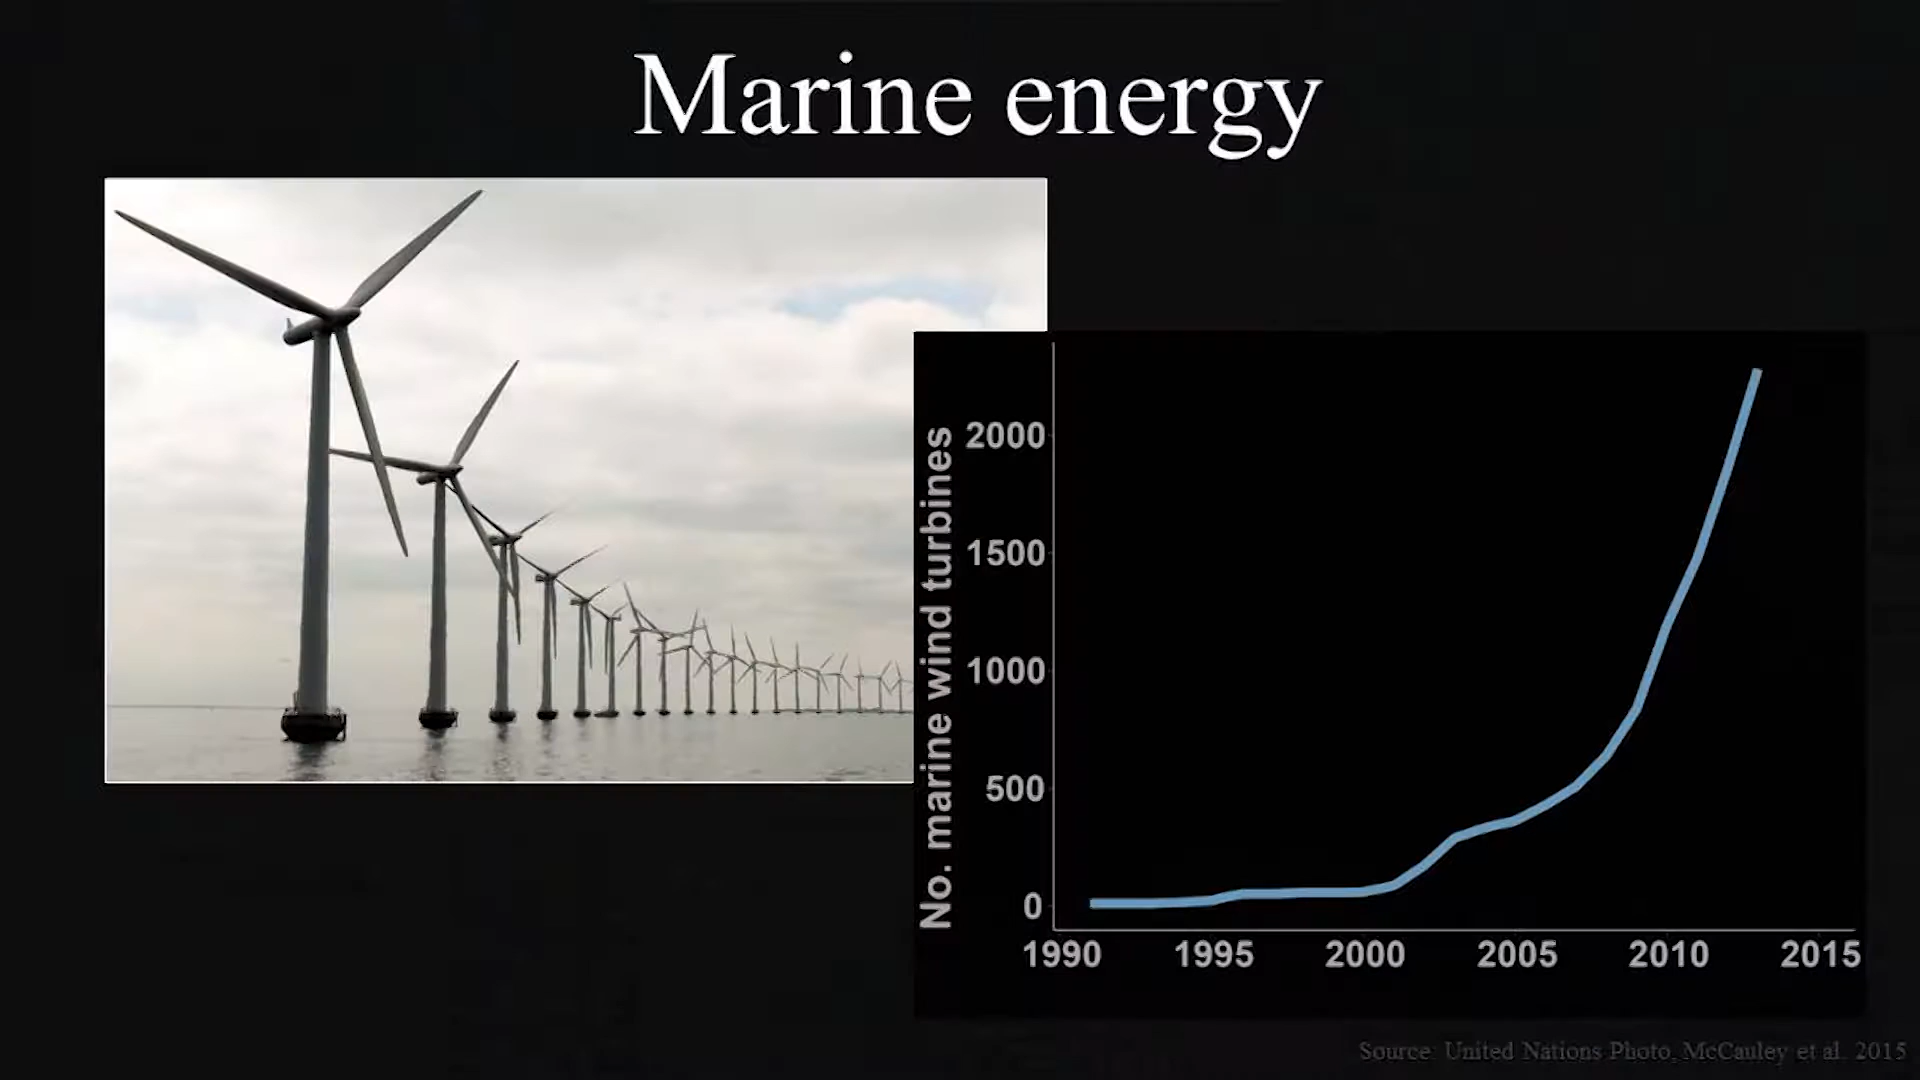 Marine energy
No. marine wind turbines
2000
1500
1000
500
0
1990 1995 2000 2005 2010 2015
Source: United Nations Photo, McCauley et al. 2015